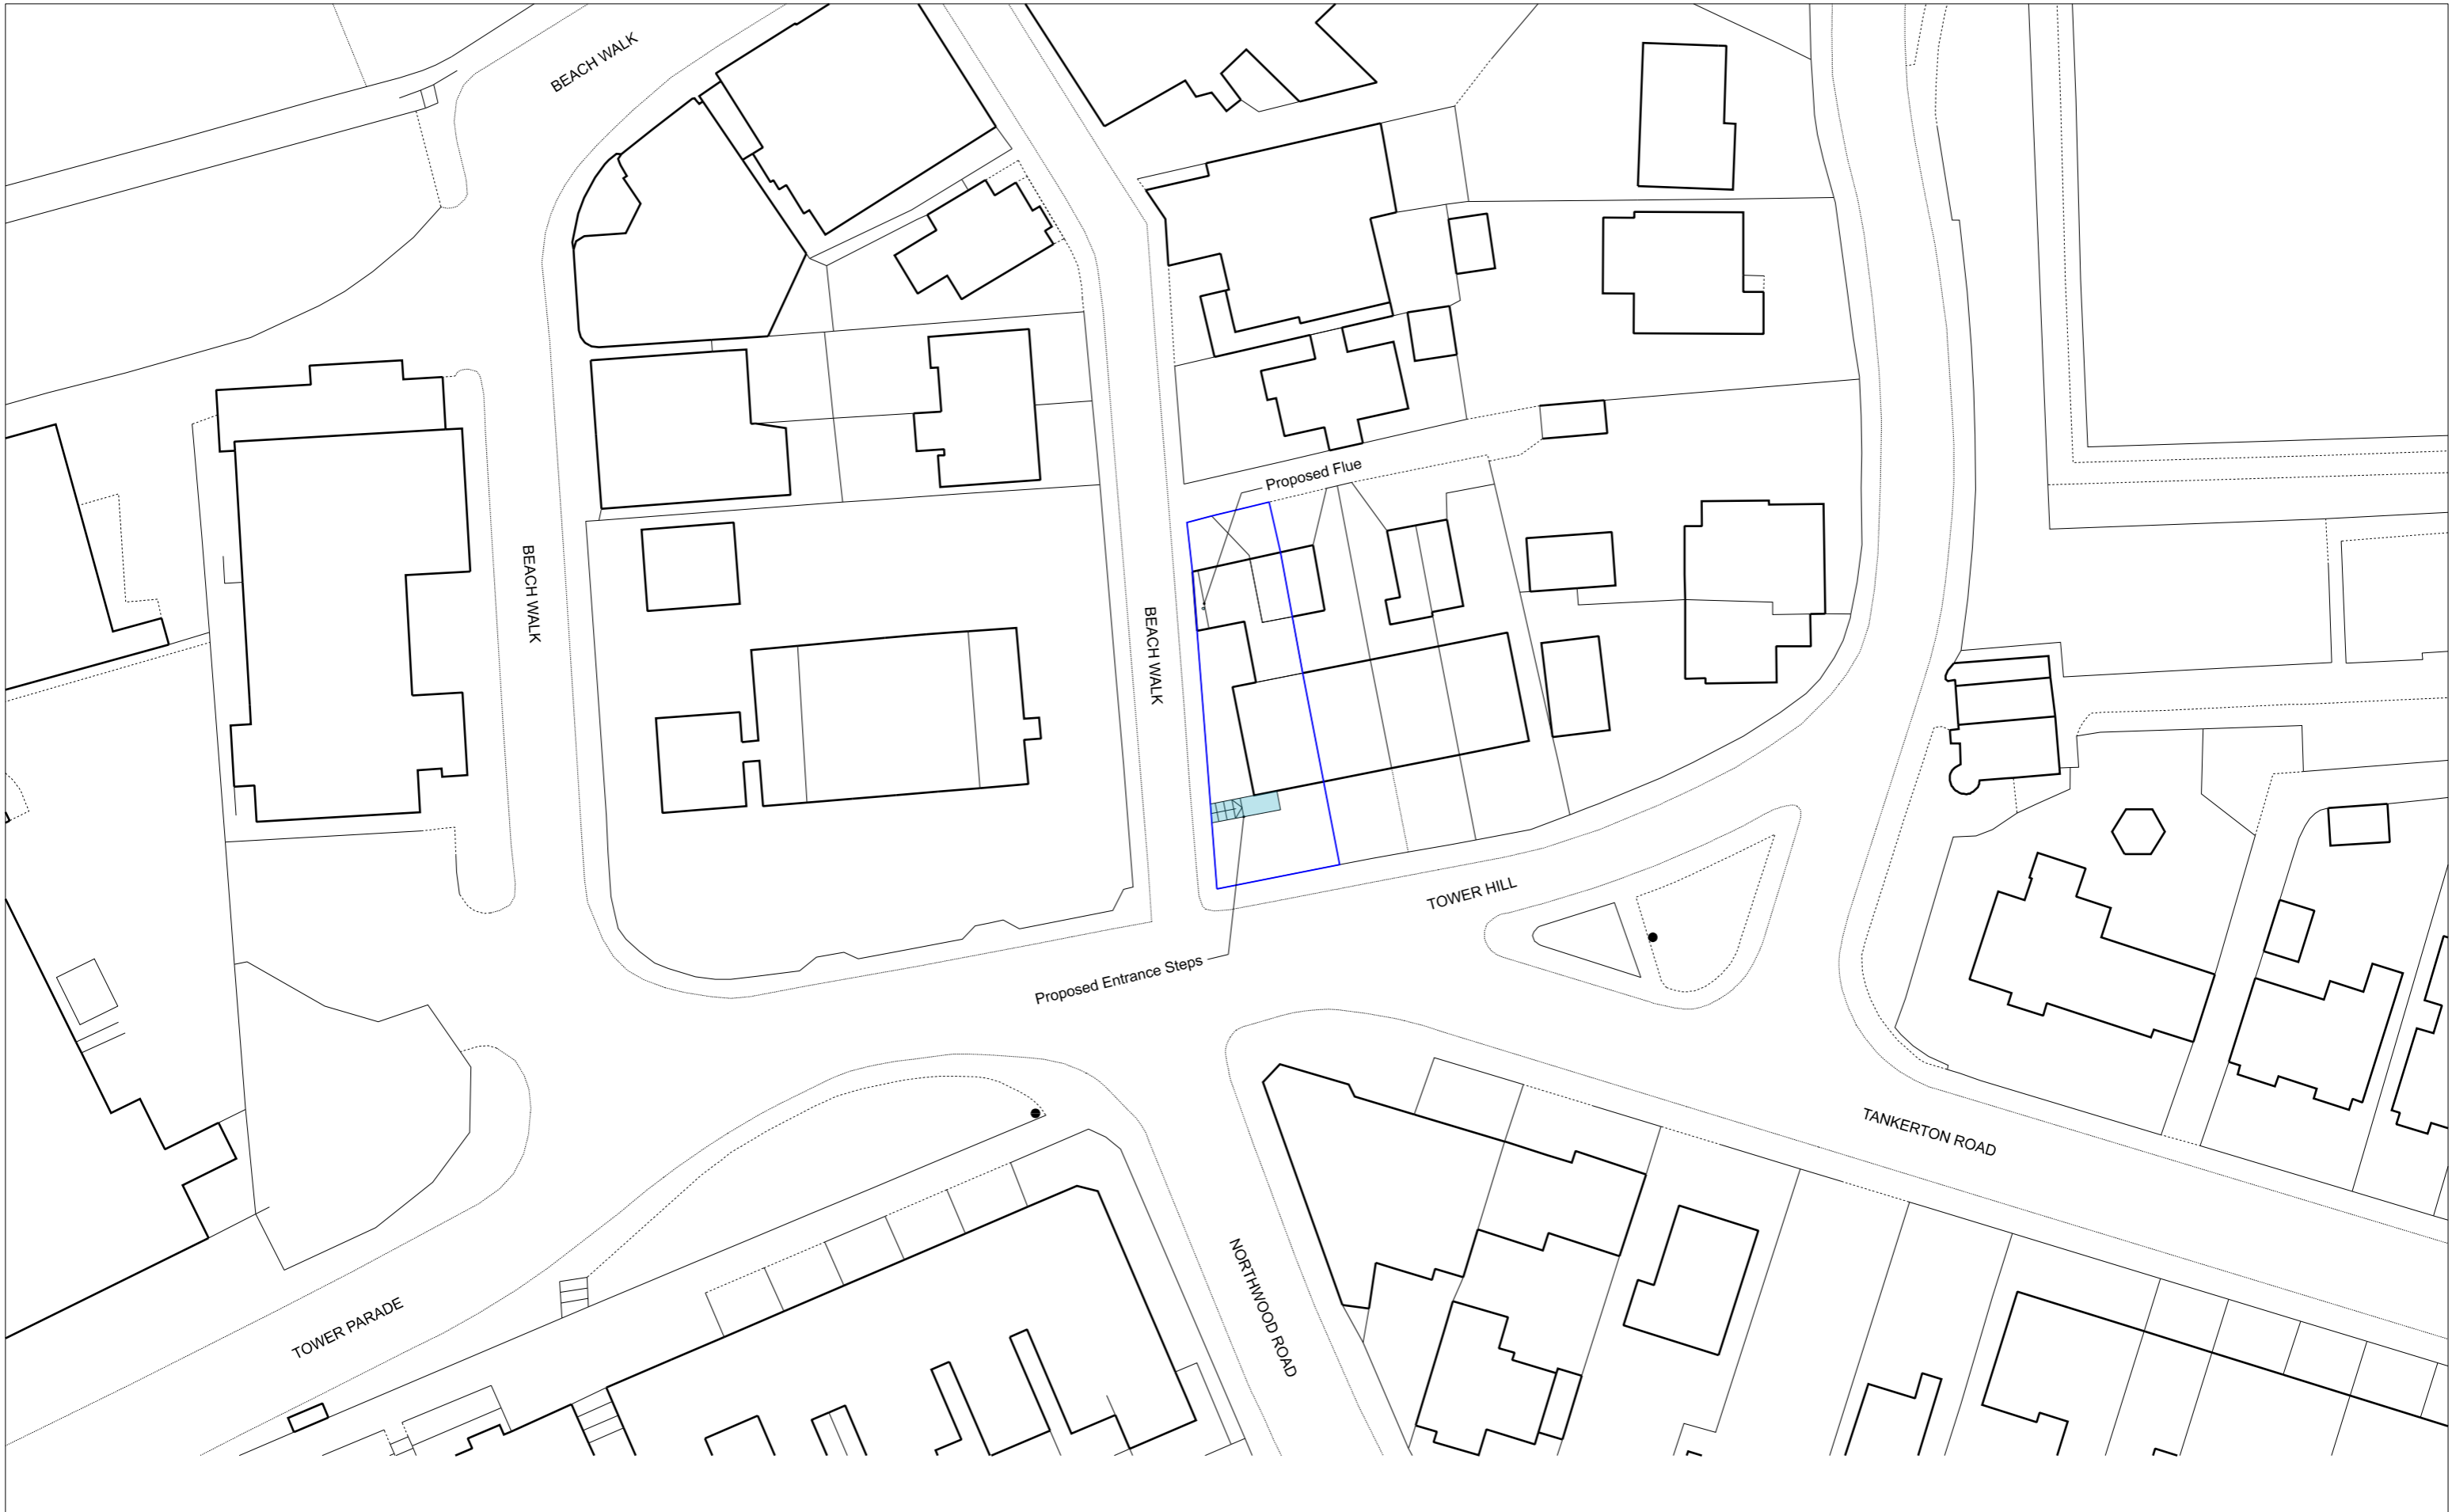 BEACH WALK
Proposed Flue
BEACH WALK
BEACH WALK
TOWER HILL
Proposed Entrance Steps
TANKERTON ROAD
NORTHWOOD ROAD
TOWER PARADE